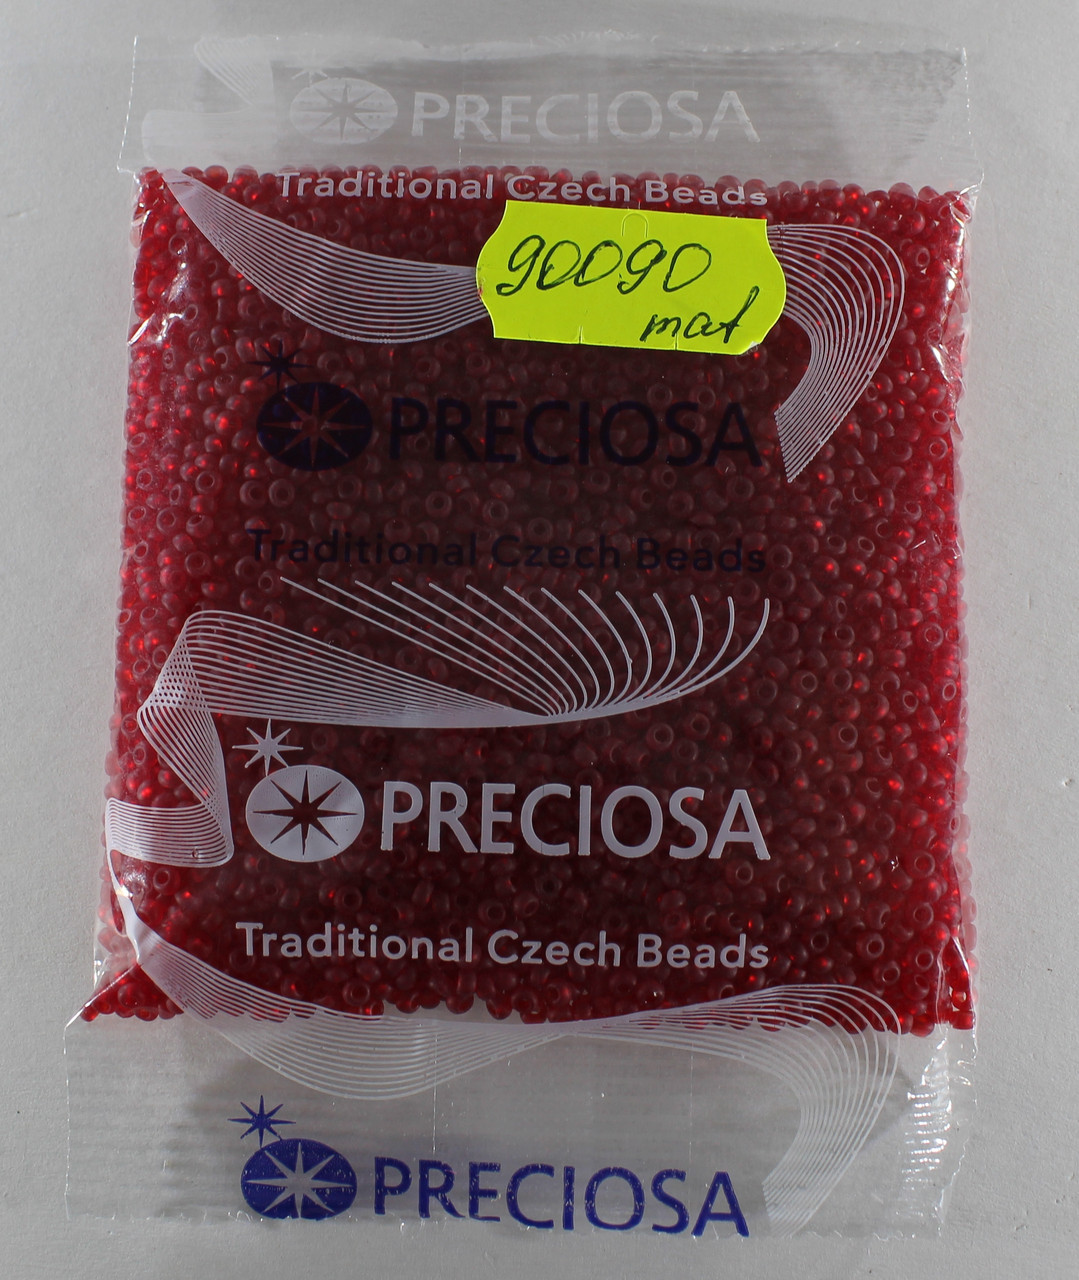 PRECIOSA
Traditional Czech Beads
90090
mat
PRECIOSA
Traditional Czech Beads
PRECIOSA
Traditional Czech Beads
PRECIOSA